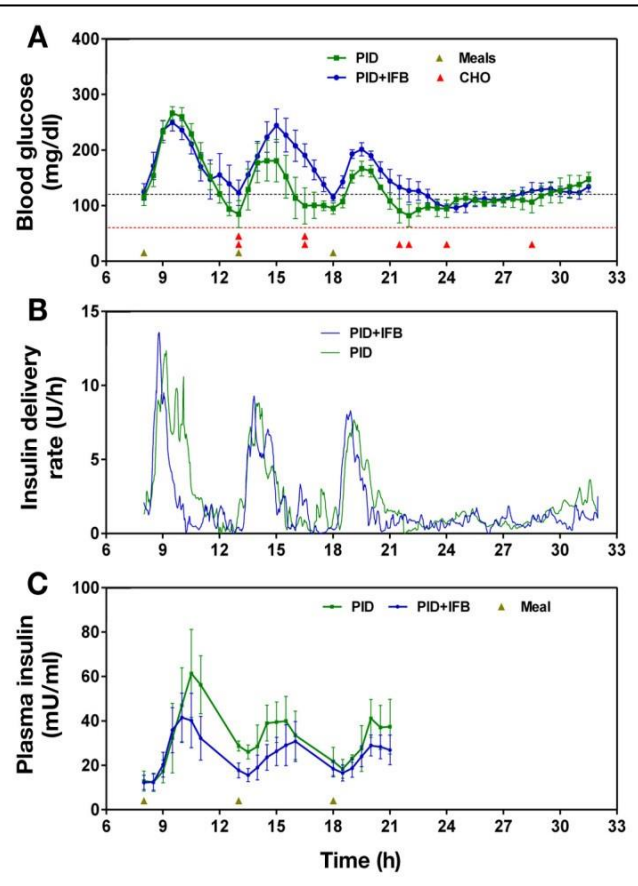 A
400
300
200
100
0
Blood glucose
(mg/dl)
PID
PID+IFB
Meals
CHO
6 9 12 15 18 21 24 27 30 33
B
15
10
5
0
Insulin delivery
rate (U/h)
PID+IFB
PID
6 9 12 15 18 21 24 27 30 33
C
100
80
60
40
20
0
Plasma insulin
(mU/ml)
PID PID+IFB Meal
6 9 12 15 18 21 24 27 30 33
Time (h)